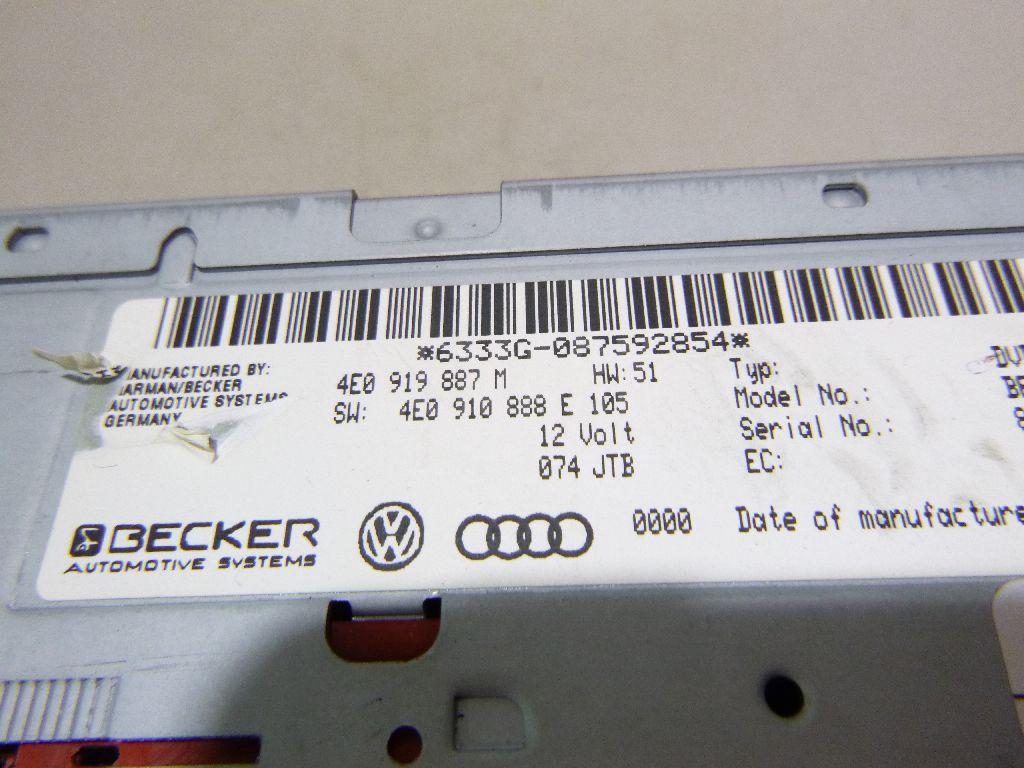 *6333G-087592854*
MANUFACTURED BY:
HARMAN/BECKER
AUTOMOTIVE SYSTEMS
GERMANY
4E0 919 887 M HW:51
SW: 4E0 910 888 E 105
12 Volt
074 JTB
Typ:
Model No.:
Serial No.:
EC:
BECKER
AUTOMOTIVE SYSTEMS
0000 Date of manufacture